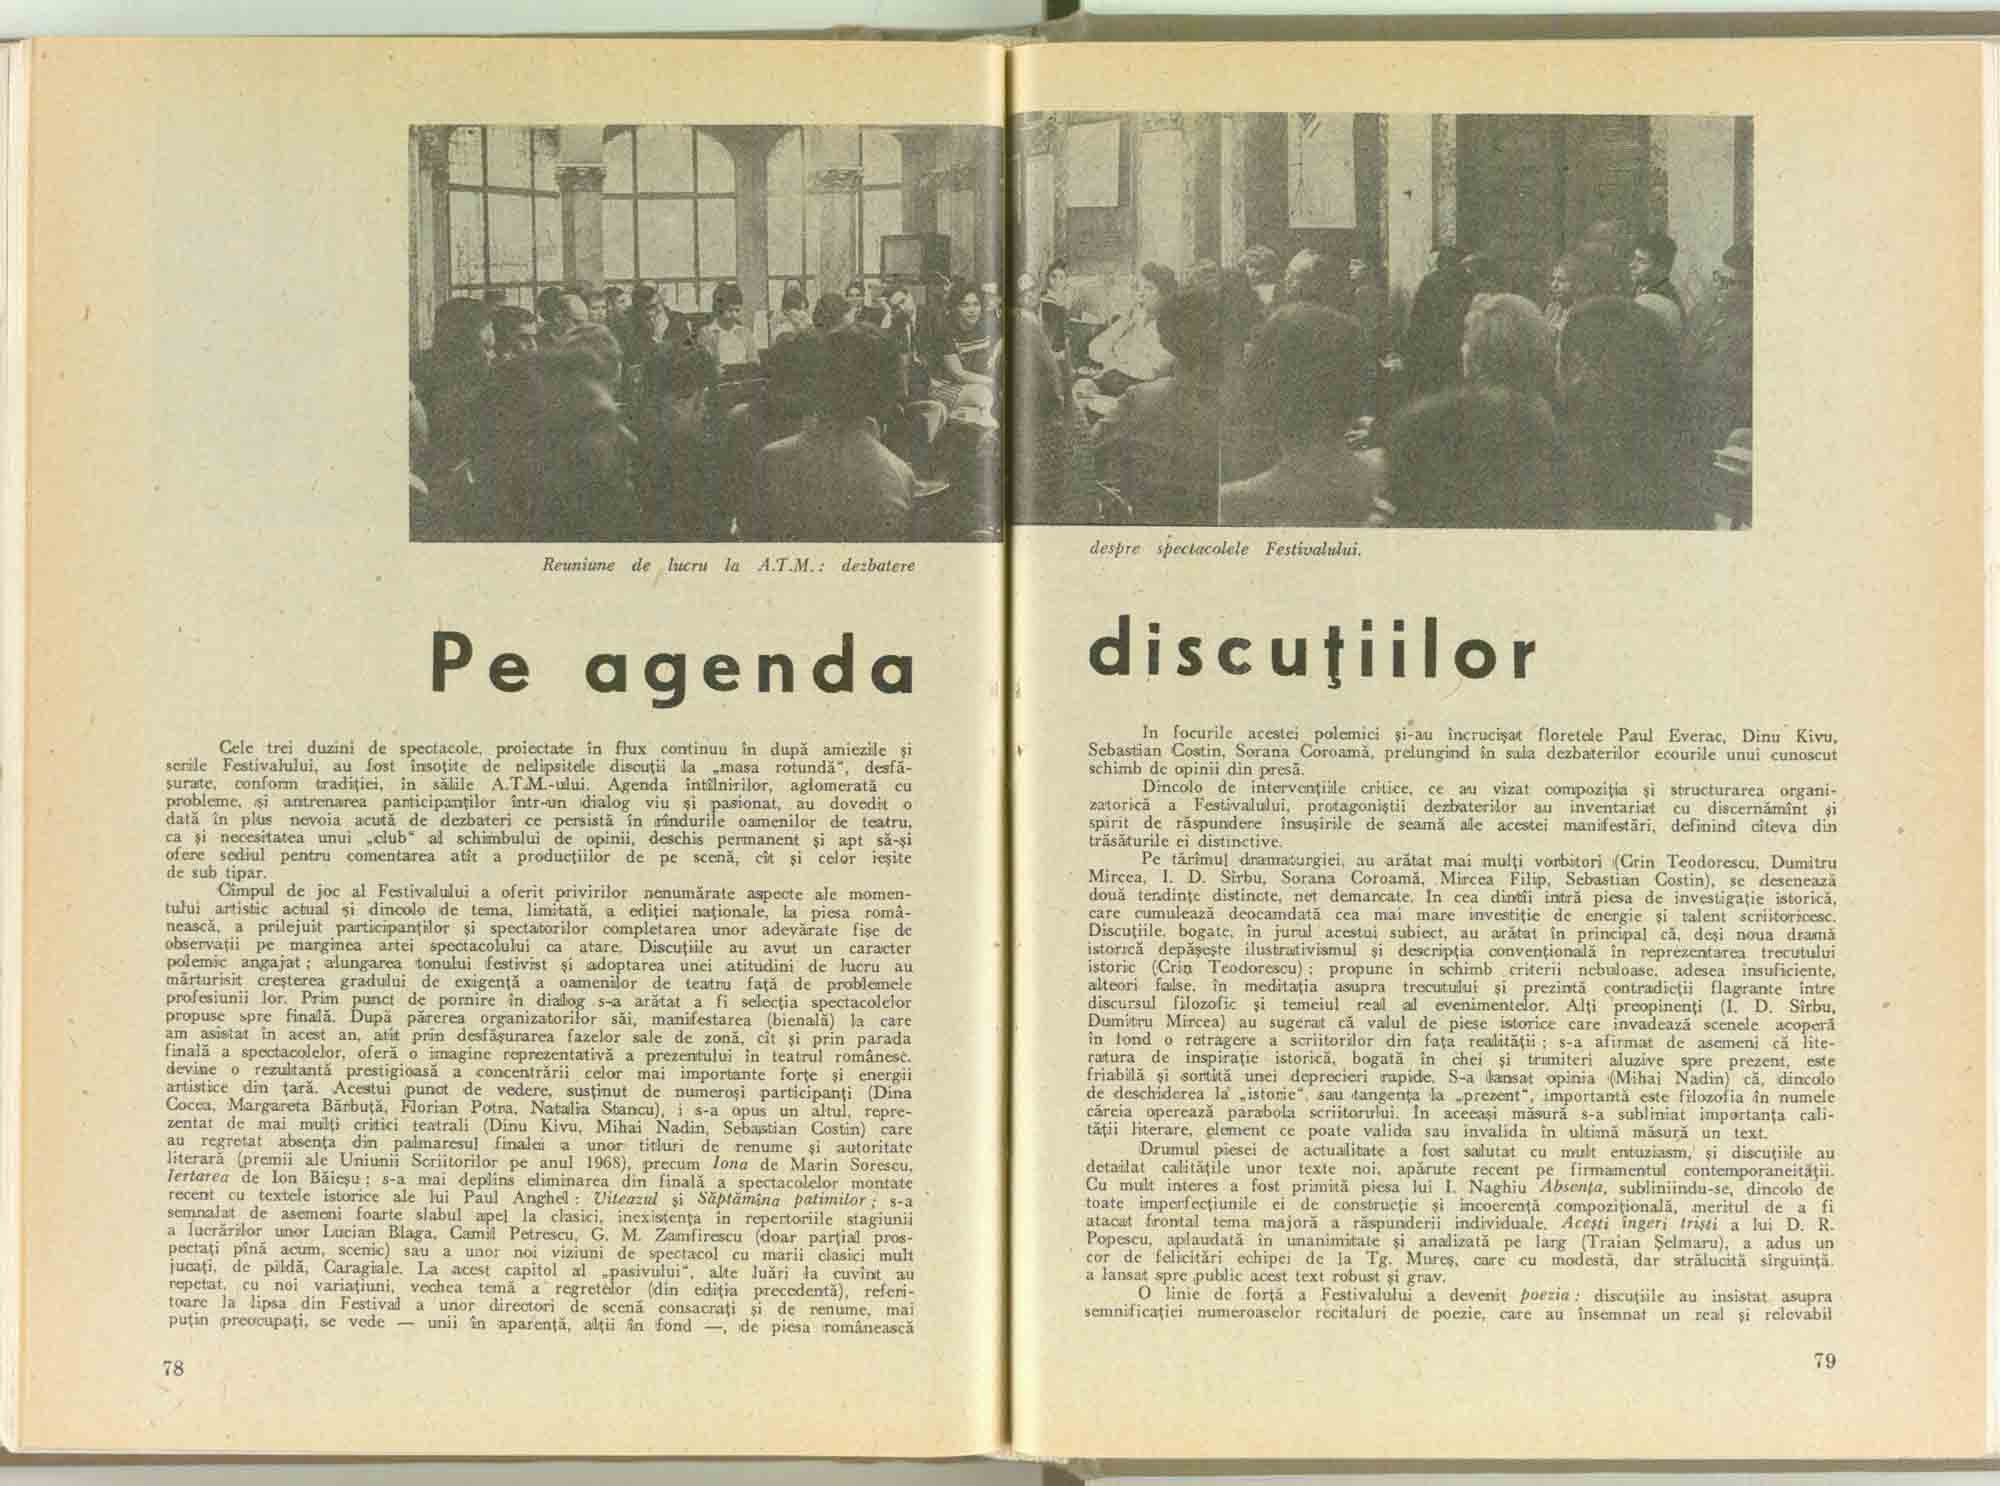 Reuniune de lucru la A.T.M.: dezbatere
despre spectacolele Festivalului.
Pe agenda
discuţiilor
Cele trei duzini de spectacole, proiectate în flux continuu în după amiezile şi
serile Festivalului, au fost însoţite de nelipsitele discuţii la „masa rotundă“, desfă-
şurate, conform tradiţiei, în sălile A.T.M.-ului. Agenda întîlnirilor, aglomerată cu
probleme, şi antrenarea participanţilor într-un dialog viu şi pasionat, au dovedit o
dată în plus nevoia acută de dezbateri ce persistă în rîndurile oamenilor de teatru,
ca şi necesitatea unui „club“ al schimbului de opinii, deschis permanent şi apt să-şi
ofere sediul pentru comentarea atît a producţiilor de pe scenă, cît şi celor ieşite
de sub tipar.
Cîmpul de joc al Festivalului a oferit privirilor nenumărate aspecte ale momen-
tului artistic actual şi dincolo de tema, limitată, a ediţiei naţionale, la piesa romă-
nească, a prilejuit participanţilor şi spectatorilor completarea unor adevărate fişe de
observaţii pe marginea artei spectacolului ca atare. Discuţiile au avut un caracter
polemic angajat ; alungarea tonului festivist şi adoptarea unei atitudini de lucru au
mărturisit creşterea gradului de exigenţă a oamenilor de teatru faţă de problemele
profesiunii lor. Prim punct de pornire în dialog s-a arătat a fi selecţia spectacolelor
propuse spre finală. După părerea organizatorilor săi, manifestarea (bienală) la care
am asistat în acest an, atît prin desfăşurarea fazelor sale de zonă, cît şi prin parada
finală a spectacolelor, oferă o imagine reprezentativă a prezentului în teatrul românesc.
devine o rezultantă prestigioasă a concentrării celor mai importante forţe şi energii
artistice din ţară. Acestui punct de vedere, susţinut de numeroşi participanţi (Dina
Cocea, Margareta Bărbuţă, Florian Potra, Natalia Stancu), i s-a opus un altul, repre-
zentat de mai mulţi critici teatrali (Dinu Kivu, Mihai Nadin, Sebastian Costin) care
au regretat absenţa din palmaresul finalei a unor titluri de renume şi autoritate
literară (premii ale Uniunii Scriitorilor pe anul 1968), precum Iona de Marin Sorescu,
Iertarea de Ion Băieşu ; s-a mai deplîns eliminarea din finală a spectacolelor montate
recent cu textele istorice ale lui Paul Anghel : Viteazul şi Săptămîna patimilor ; s-a
semnalat de asemeni foarte slabul apel la clasici, inexistenţa în repertoriile stagiunii
a lucrărilor unor Lucian Blaga, Camil Petrescu, G. M. Zamfirescu (doar parţial pros-
pectaţi pînă acum, scenic) sau a unor noi viziuni de spectacol cu marii clasici mult
jucaţi, de pildă, Caragiale. La acest capitol al „pasivului“, alte luări la cuvînt au
repetat, cu noi variaţiuni, vechea temă a regretelor (din ediţia precedentă), referi-
toare la lipsa din Festival a unor directori de scenă consacraţi şi de renume, mai
puţin preocupaţi, se vede — unii în aparenţă, alţii în fond —, de piesa românească
78
În focurile acestei polemici şi-au încrucişat floretele Paul Everac, Dinu Kivu,
Sebastian Costin, Sorana Coroamă, prelungind în sala dezbaterilor ecourile unui cunoscut
schimb de opinii din presă.
Dincolo de intervenţiile critice, ce au vizat compoziţia şi structurarea organi-
zatorică a Festivalului, protagoniştii dezbaterilor au inventariat cu discernămînt şi
spirit de răspundere însuşirile de seamă ale acestei manifestări, definind cîteva din
trăsăturile ei distinctive.
Pe tărîmul dramaturgiei, au arătat mai mulţi vorbitori (Crin Teodorescu, Dumitru
Mircea, I. D. Sîrbu, Sorana Coroamă, Mircea Filip, Sebastian Costin), se desenează
două tendinţe distincte, net demarcate. In cea dintîi intră piesa de investigaţie istorică,
care cumulează deocamdată cea mai mare investiţie de energie şi talent scriitoricesc.
Discuţiile, bogate, în jurul acestui subiect, au arătat în principal că, deşi noua dramă
istorică depăşeşte ilustrativismul şi descripţia convenţională în reprezentarea trecutului
istoric (Crin Teodorescu) ; propune în schimb criterii nebuloase, adesea insuficiente,
alteori false, în meditaţia asupra trecutului şi prezintă contradicţii flagrante între
discursul filozofic şi temeiul real al evenimentelor. Alţi preopinenţi (I. D. Sîrbu,
Dumitru Mircea) au sugerat că valul de piese istorice care invadează scenele acoperă
în fond o retragere a scriitorilor din faţa realităţii ; s-a afirmat de asemeni că lite-
ratura de inspiraţie istorică, bogată în chei şi trimiteri aluzive spre prezent, este
friabilă şi sortită unei deprecieri rapide. S-a lansat opinia (Mihai Nadin) că, dincolo
de deschiderea la „istorie“, sau tangenţa la „prezent“, importantă este filozofia în numele
căreia operează parabola scriitorului. In aceeaşi măsură s-a subliniat importanţa cali-
tăţii literare, element ce poate valida sau invalida în ultimă măsură un text.
Drumul piesei de actualitate a fost salutat cu mult entuziasm, şi discuţiile au
detailat calităţile unor texte noi, apărute recent pe firmamentul contemporaneităţii.
Cu mult interes a fost primită piesa lui I. Naghiu Absenţa, subliniindu-se, dincolo de
toate imperfecţiunile ei de construcţie şi incoerenţă compoziţională, meritul de a fi
atacat frontal tema majoră a răspunderii individuale. Aceşti îngeri trişti a lui D. R.
Popescu, aplaudată în unanimitate şi analizată pe larg (Traian Şelmaru), a adus un
cor de felicitări echipei de la Tg. Mureş, care cu modestă, dar strălucită sîrguinţă
a lansat spre public acest text robust şi grav.
O linie de forţă a Festivalului a devenit poezia : discuţiile au insistat asupra
semnificaţiei numeroaselor recitaluri de poezie, care au însemnat un real şi relevabil
79